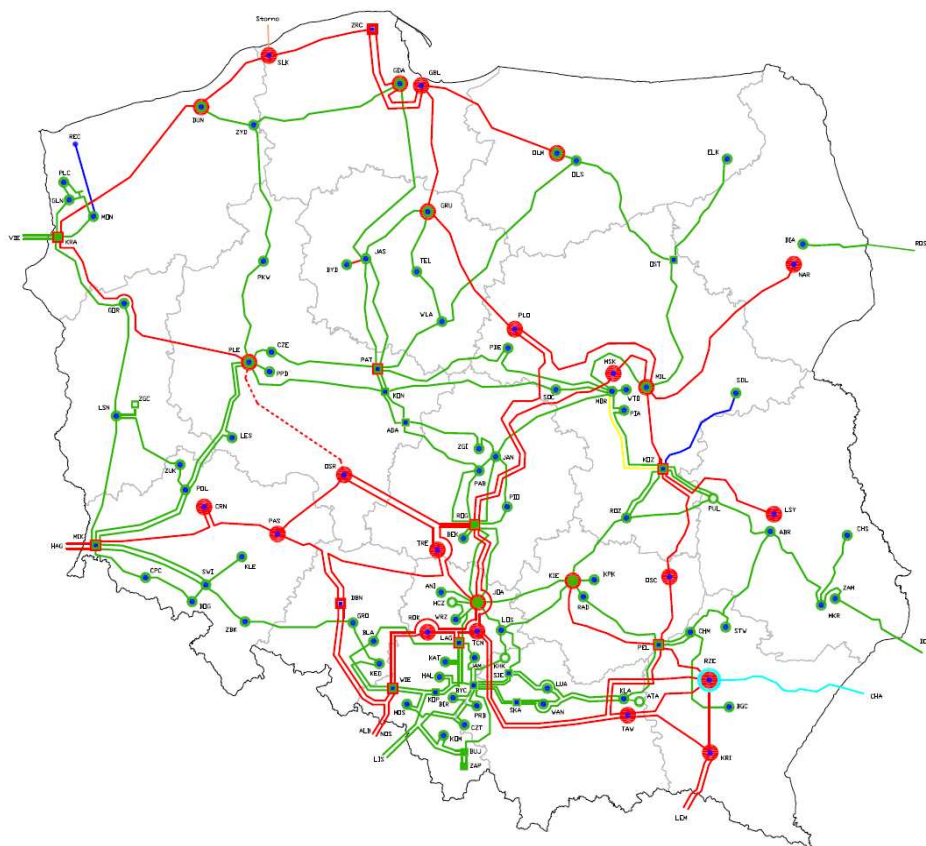 Storno
ZRC
SLK
GDA
GBL
DUN
ZYD
REC
OLM
OLS
ELK
PLC
GLN
MON
GRU
VIE
KRA
BIA
ROS
JAS
BYD
TEL
OST
NAR
PKW
GOR
WLA
PLO
CZE
PDE
PLE
PAT
MSK
MIL
PPD
KON
SOC
WTO
SDL
MOR
PIA
LSN
ZGC
ADA
LES
ZGI
JAN
KOZ
ZUK
OSR
PAB
POL
CRN
PIO
PUL
LSY
ROZ
ROG
PAS
BEK
ABR
CHS
MIK
TRE
HAG
KLE
SWI
CPC
KIE
KPK
OSC
ZAM
ANI
JOA
HCZ
RAD
MKR
BOG
DBN
GRO
WRZ
ROK
LOS
ZBK
BLA
LAG
TCN
CHM
STW
PEL
KED
KAT
JAM
KHK
SIE
RZE
WIE
HAL
LUA
KOP
BYC
KLA
ATA
CHA
MOS
BIR
SKA
WAN
BGC
PRB
ALB
NOS
CZT
TAW
KOM
BUJ
KRI
LIS
ZAP
LEM